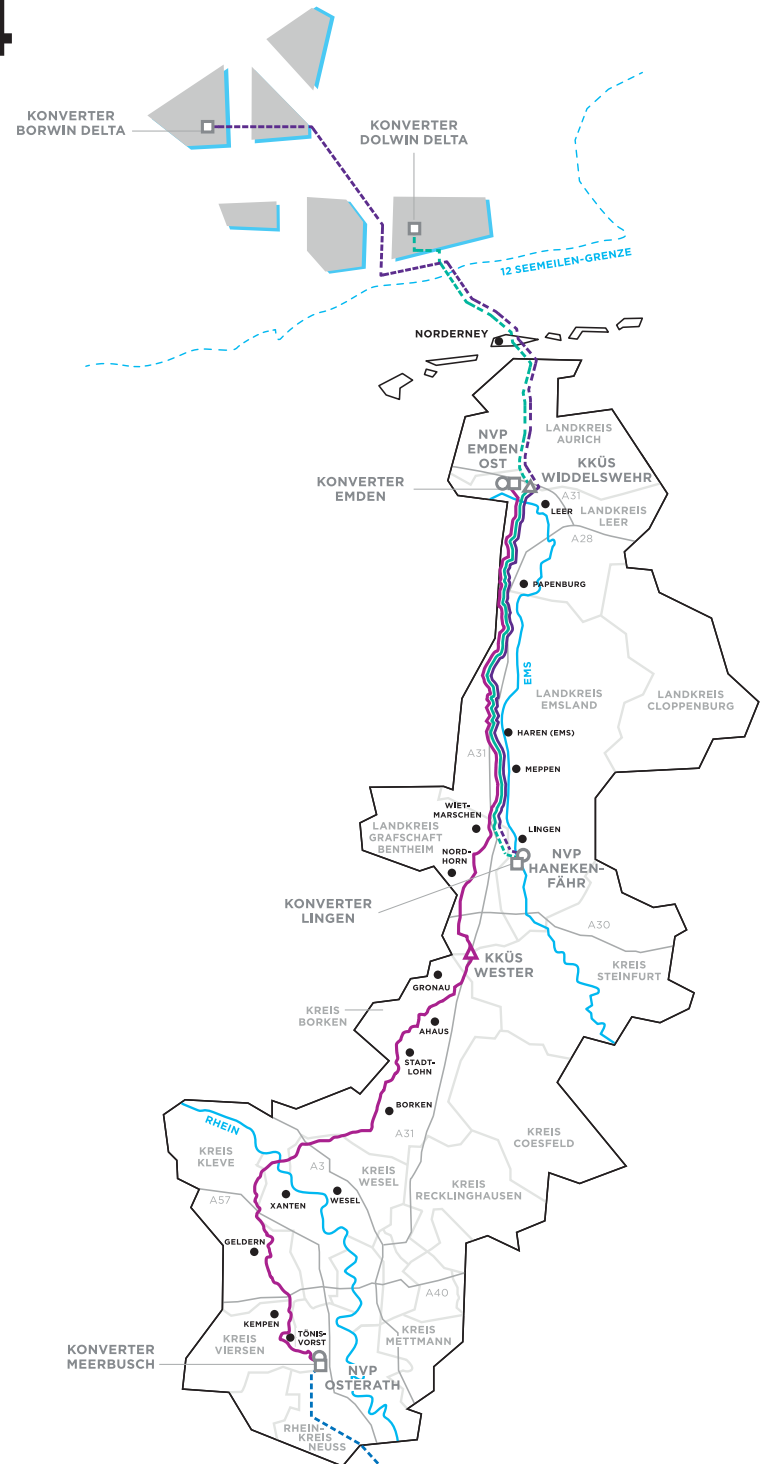 4
KONVERTER
BORWIN DELTA
KONVERTER
DOLWIN DELTA
12 SEEMEILEN-GRENZE
NORDERNEY
LANDKREIS
AURICH
NVP
EMDEN
OST
KKÜS
WIDDELSWEHR
KONVERTER
EMDEN
A31
LEER
LANDKREIS
LEER
A28
PAPENBURG
EMS
LANDKREIS
EMSLAND
LANDKREIS
CLOPPENBURG
HAREN (EMS)
A31
MEPPEN
WIET-
MARSCHEN
LANDKREIS
GRAFSCHAFT
BENTHEIM
LINGEN
NORD-
HORN
NVP
HANEKEN-
FÄHR
KONVERTER
LINGEN
A30
KKÜS
WESTER
KREIS
STEINFURT
GRONAU
KREIS
BORKEN
AHAUS
STADT-
LOHN
BORKEN
RHEIN
A31
KREIS
COESFELD
KREIS
KLEVE
A3
KREIS
WESEL
KREIS
RECKLINGHAUSEN
A57
XANTEN
WESEL
GELDERN
A40
KEMPEN
TÖNIS-
VORST
KREIS
VIERSEN
KREIS
METTMANN
KONVERTER
MEERBUSCH
NVP
OSTERATH
RHEIN-
KREIS
NEUSS